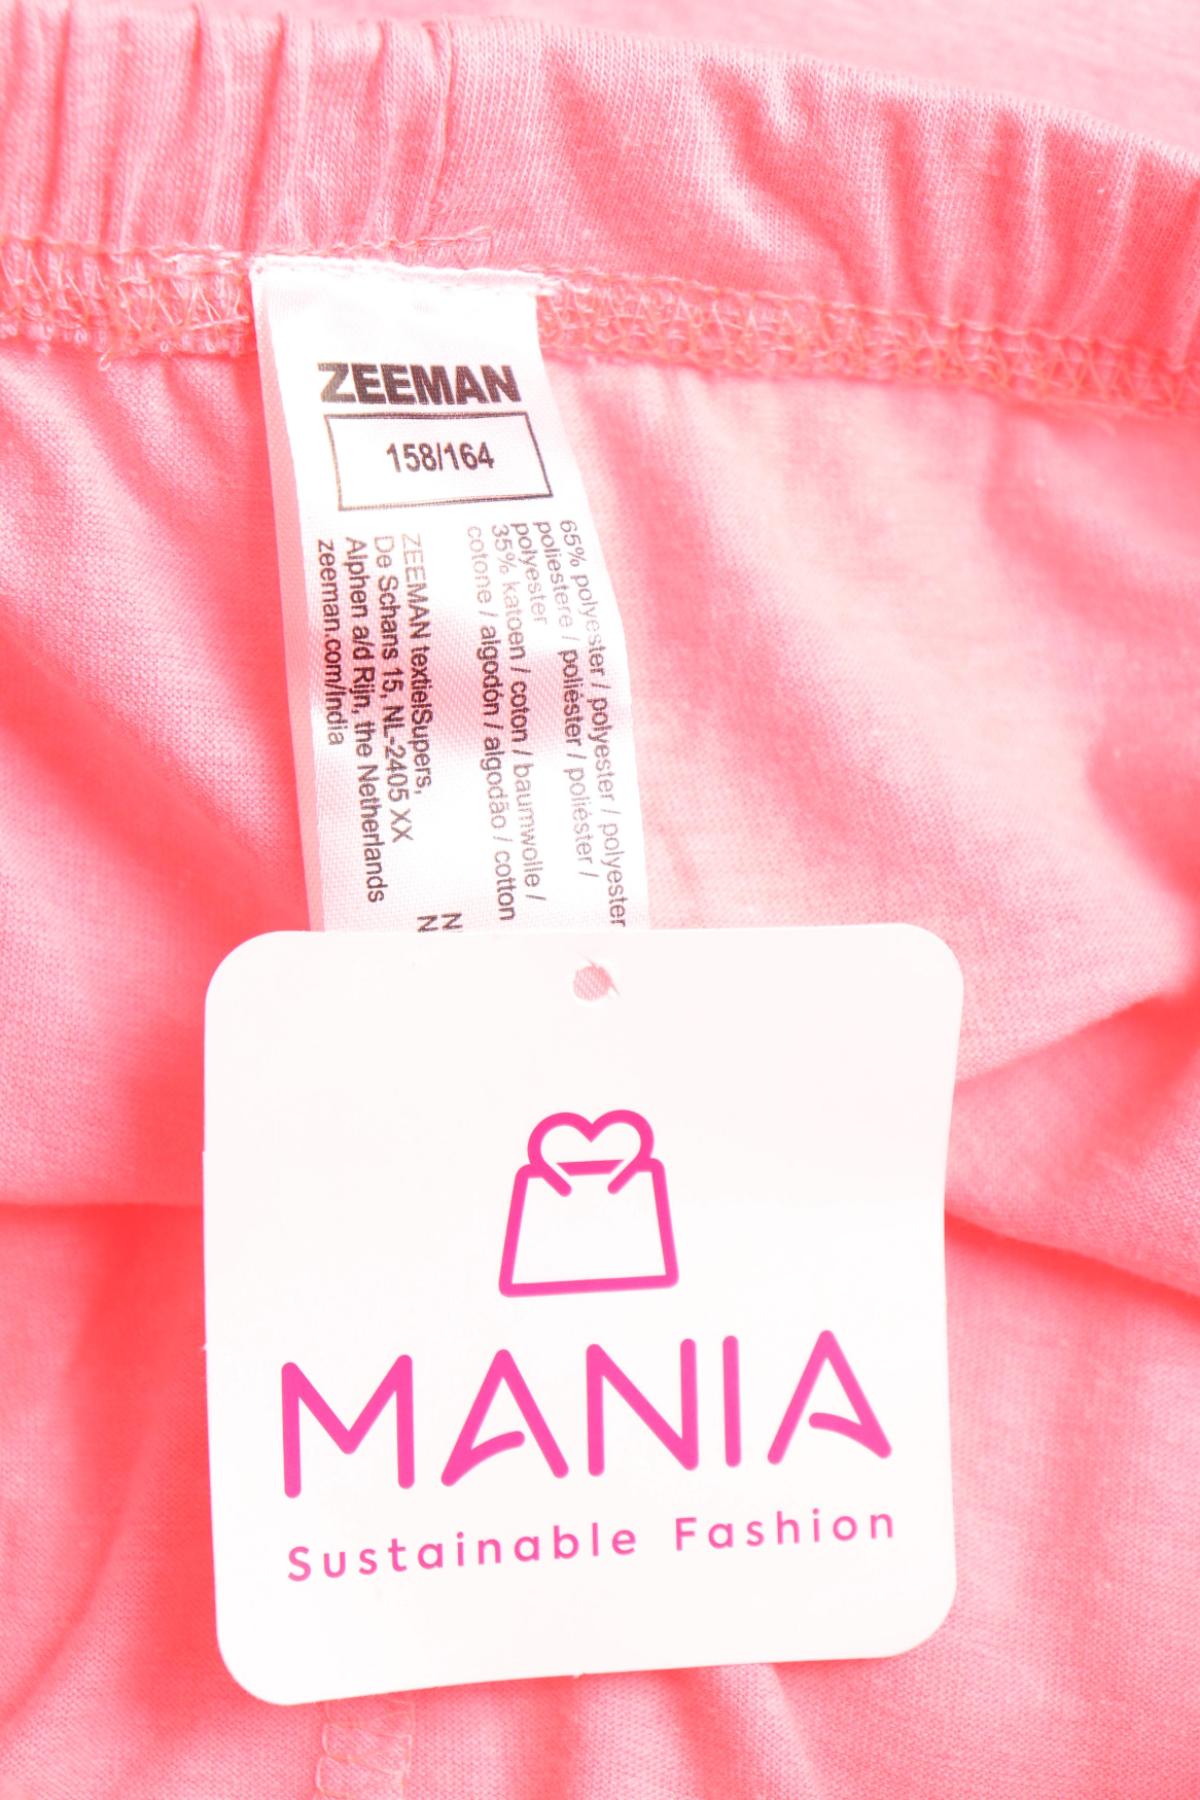 ZEEMAN
158/164
65% polyester / polyester / polyester
poliestere / poliéster / poliéster /
polyester
35% katoen / coton / baumwolle /
cotone / algodón / algodão / cotton
ZEEMAN textielSupers,
De Schans 15, NL-2405 XX
Alphen a/d Rijn, the Netherlands
zeeman.com/India
MANIA
Sustainable Fashion